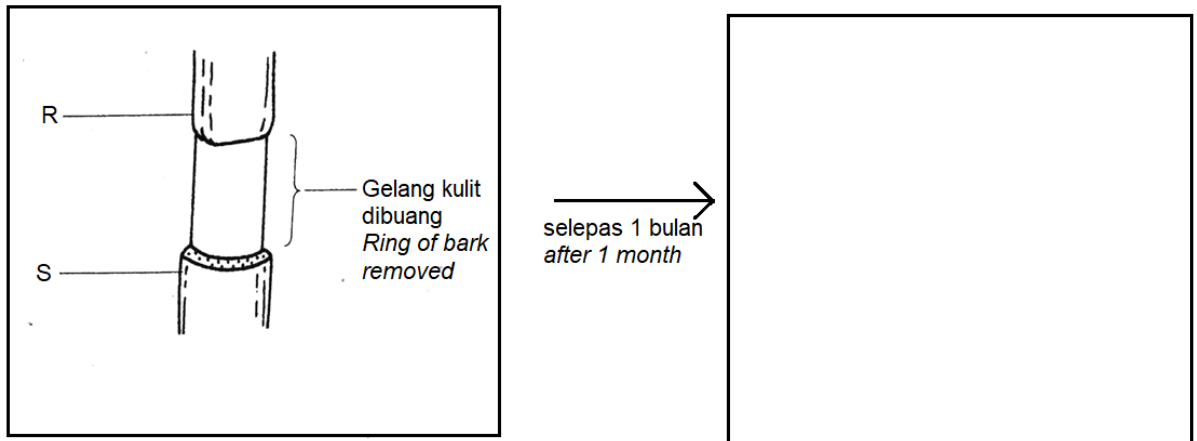 R
Gelang kulit
dibuang
Ring of bark
removed
S
selepas 1 bulan
after 1 month